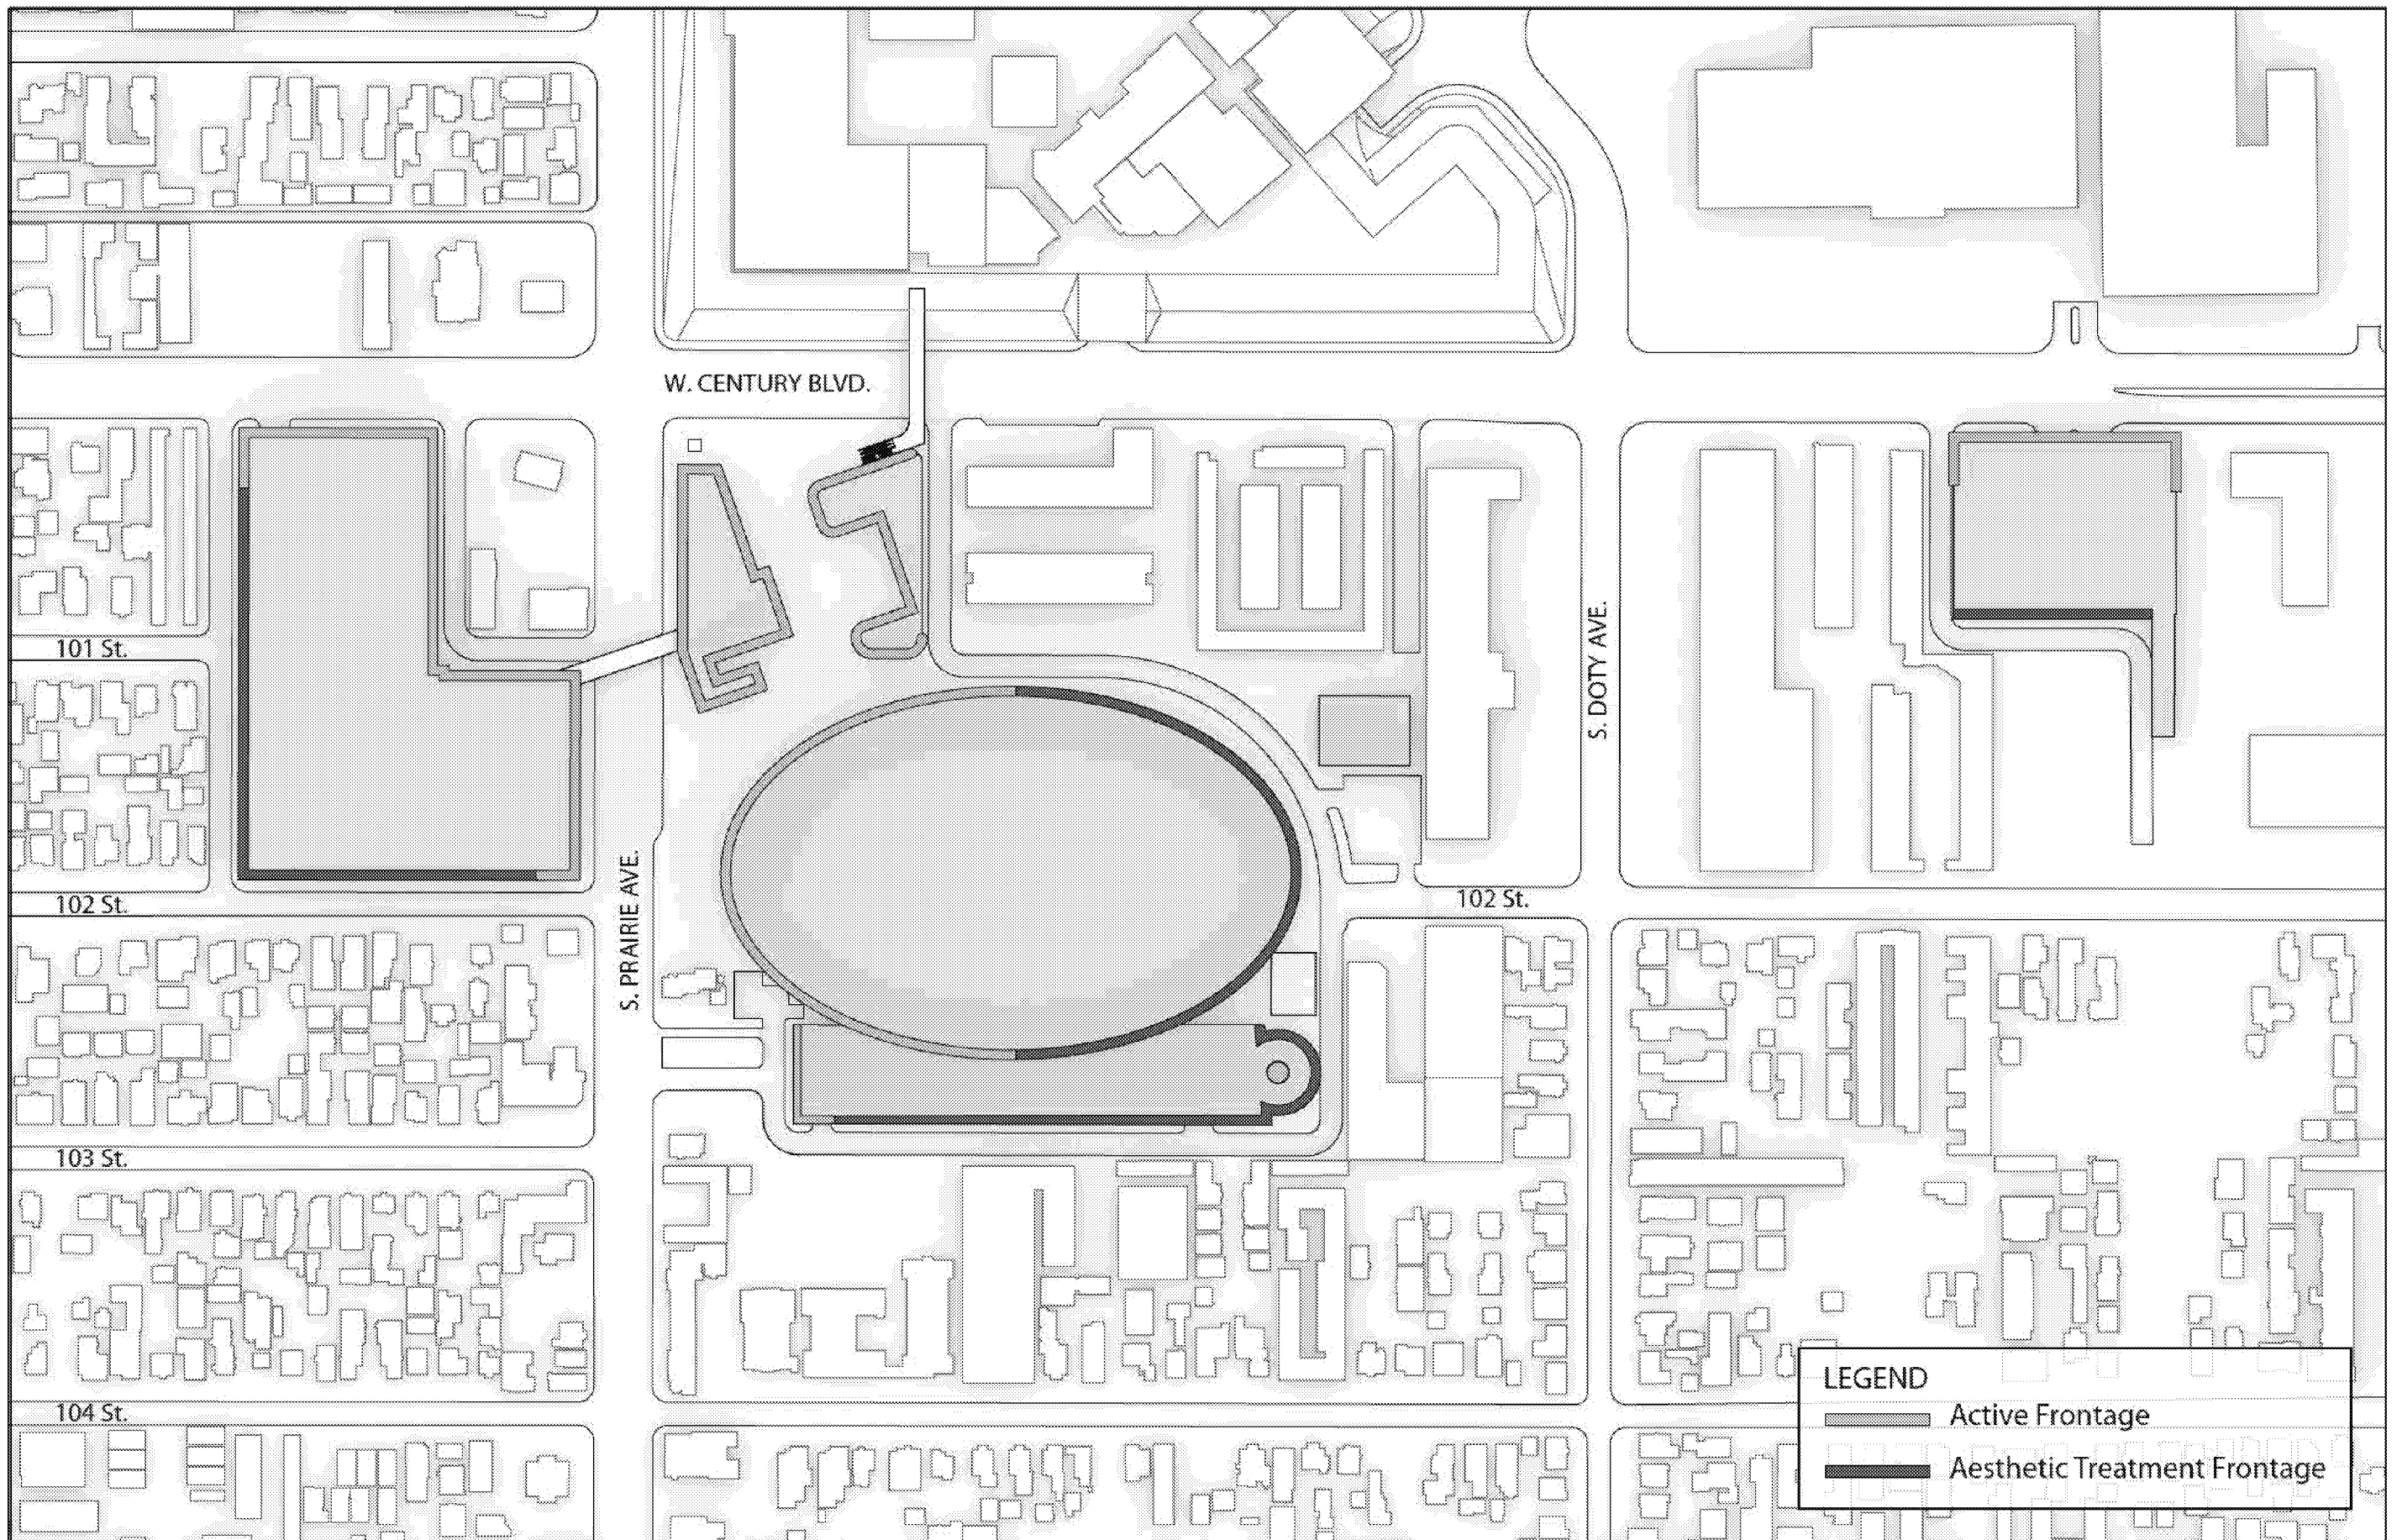 W. CENTURY BLVD.
101 St.
S. DOTY AVE.
S. PRAIRIE AVE.
102 St.
102 St.
103 St.
LEGEND
104 St.
Active Frontage
Aesthetic Treatment Frontage